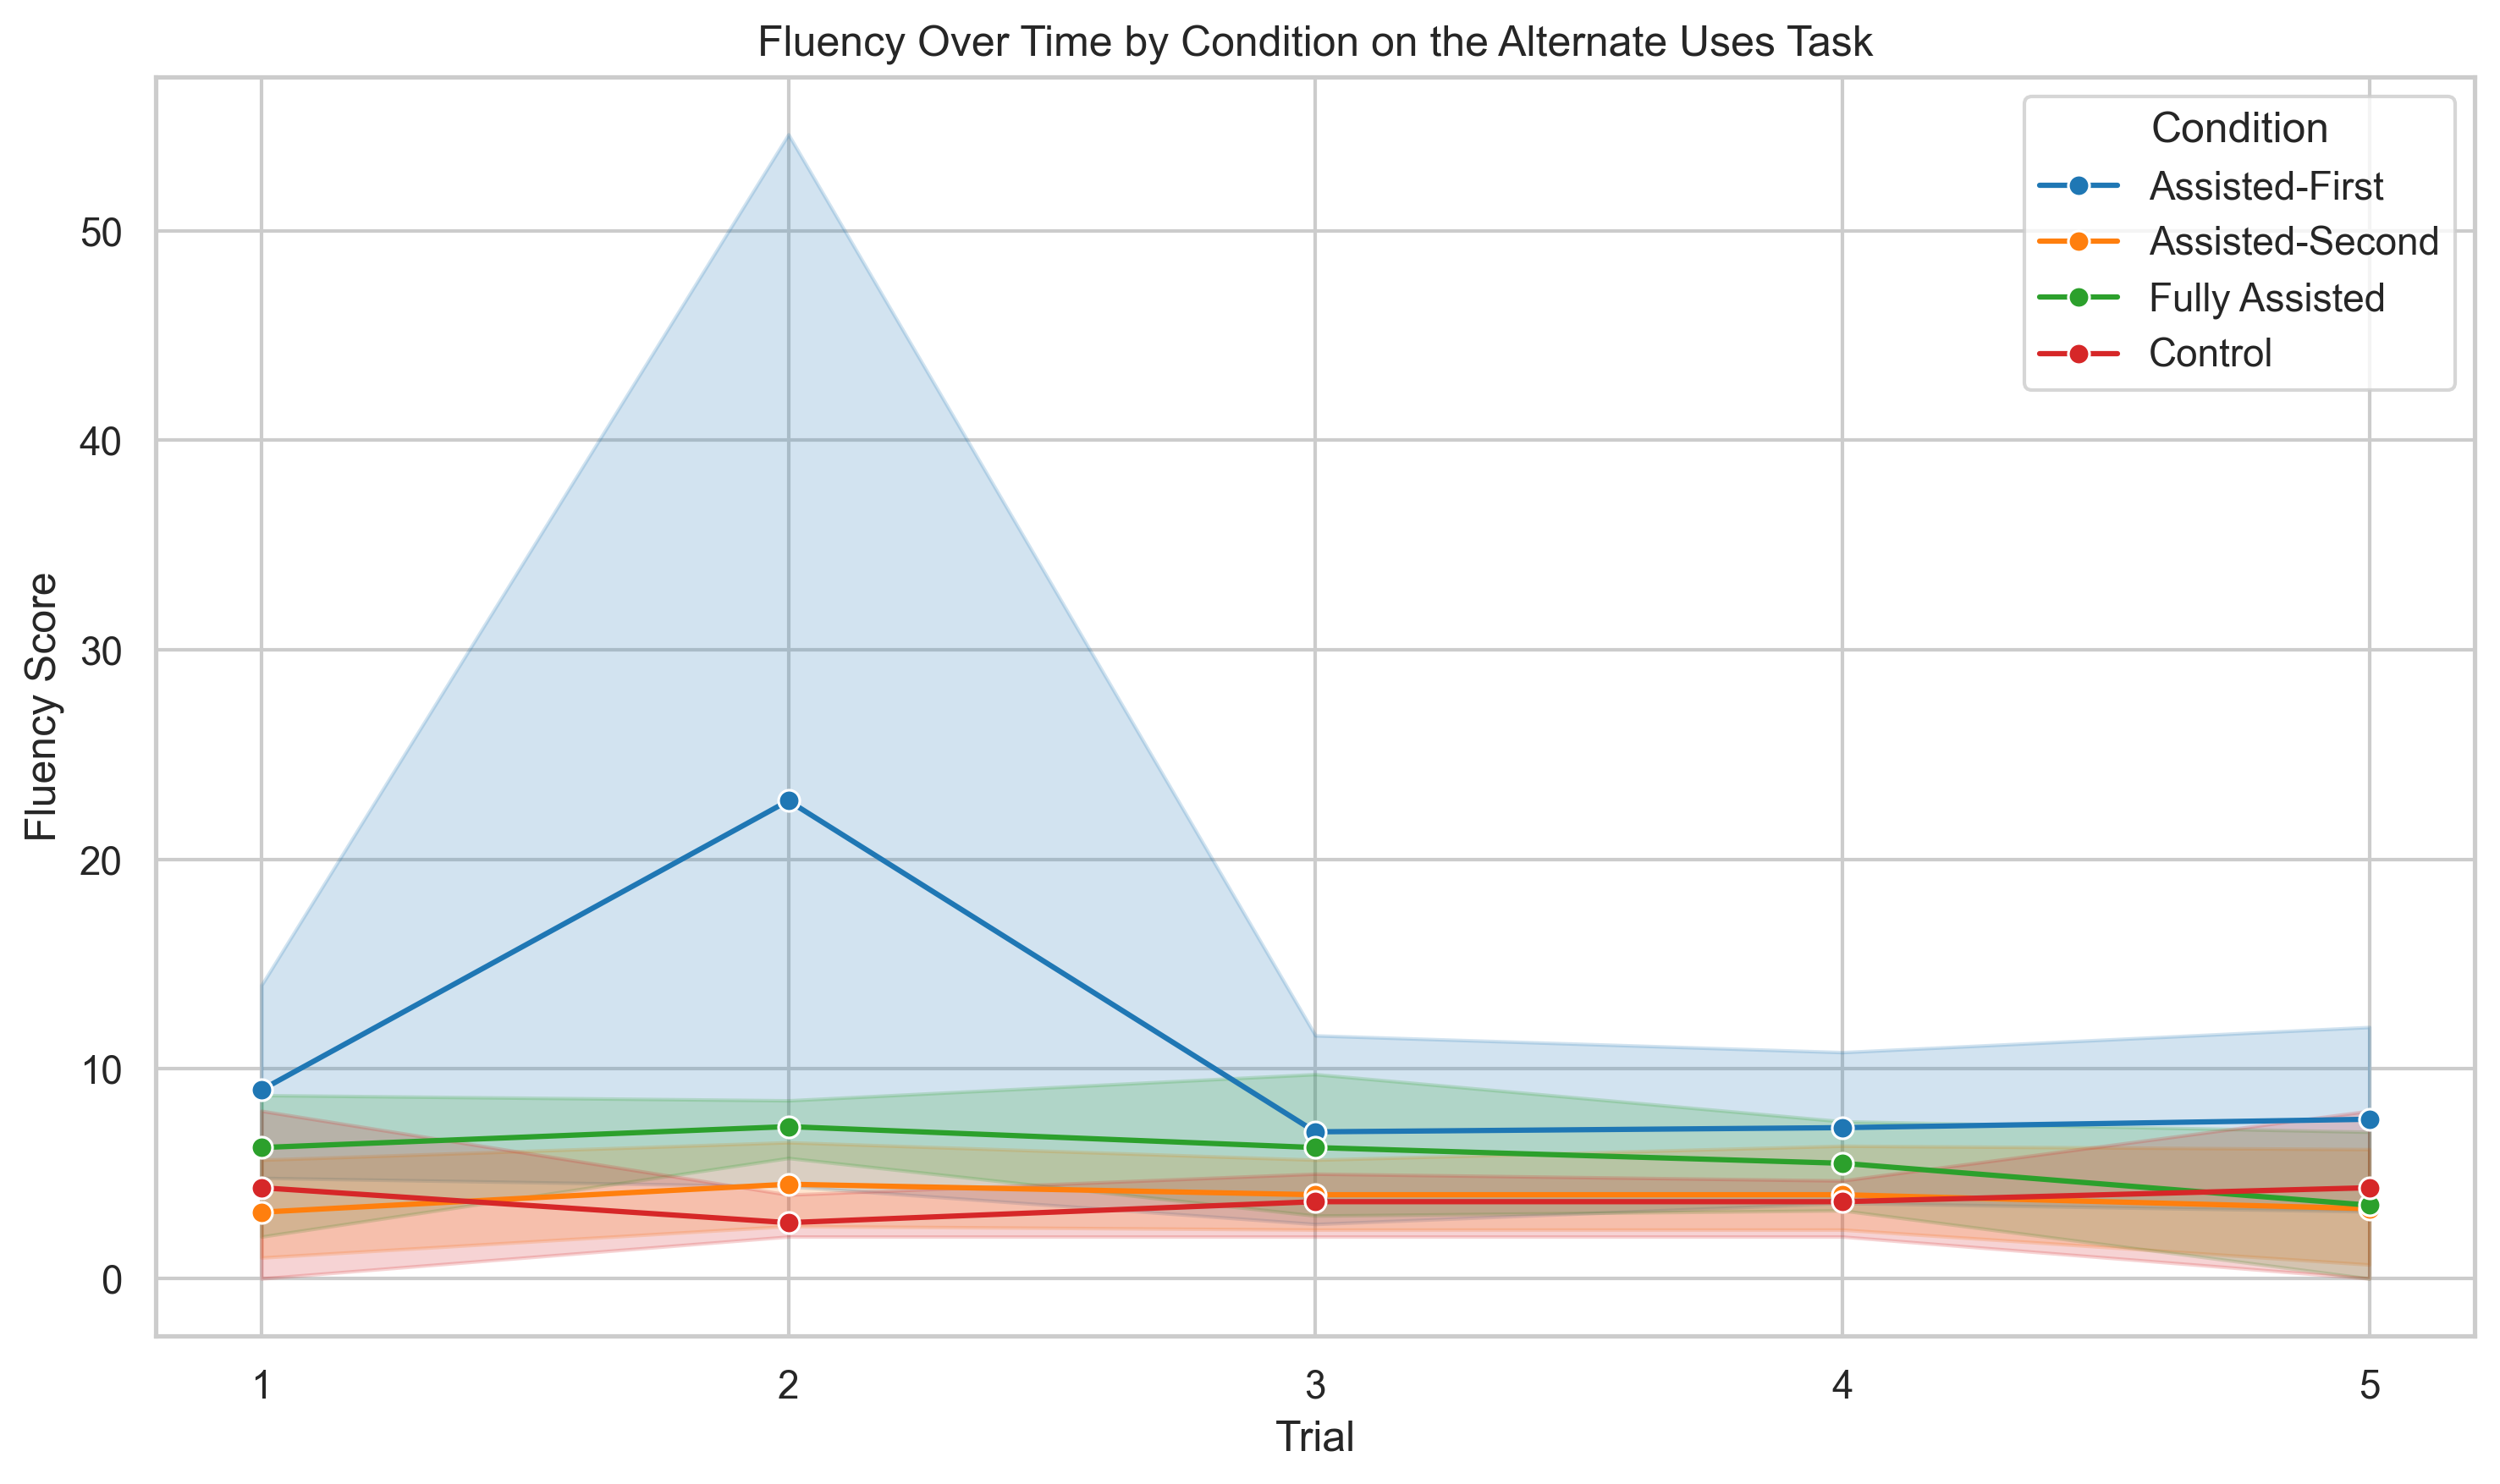 Fluency Over Time by Condition on the Alternate Uses Task
Condition
Assisted-First
Assisted-Second
Fully Assisted
Control
Fluency Score
50
40
30
20
10
0
1
2
3
4
5
Trial